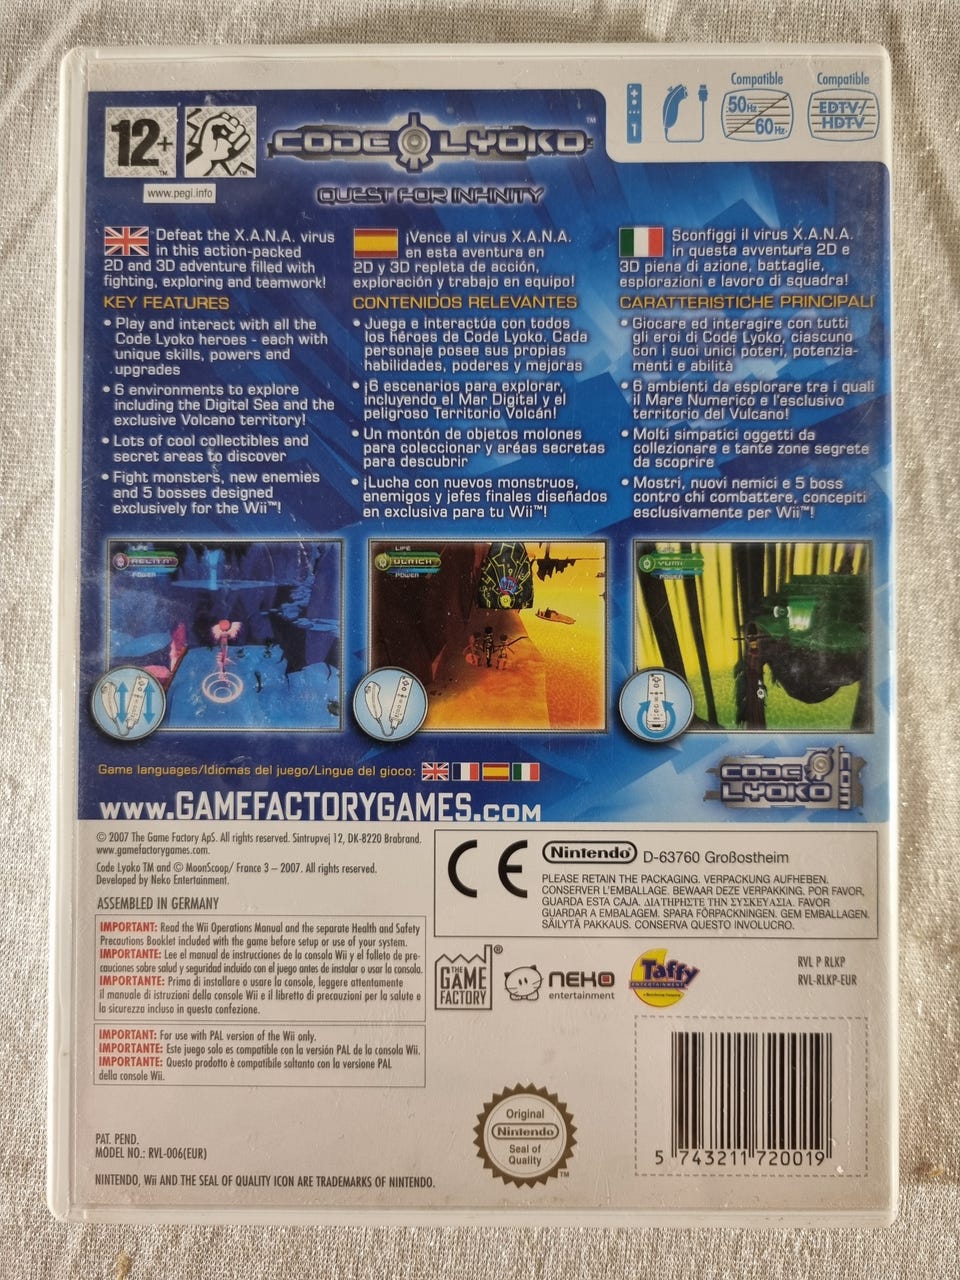 12+
™
™
www.pegi.info
CODE LYOKO ™
QUEST FOR INFINITY
1
Compatible
50Hz
60Hz
Compatible
EDTV/
HDTV
Defeat the X.A.N.A. virus
in this action-packed
2D and 3D adventure filled with
fighting, exploring and teamwork!
KEY FEATURES
• Play and interact with all the
Code Lyoko heroes - each with
unique skills, powers and
upgrades
• 6 environments to explore
including the Digital Sea and the
exclusive Volcano territory!
• Lots of cool collectibles and
secret areas to discover
• Fight monsters, new enemies
and 5 bosses designed
exclusively for the Wii™!
¡Vence al virus X.A.N.A.
en esta aventura en
2D y 3D repleta de acción,
exploración y trabajo en equipo!
CONTENIDOS RELEVANTES
• Juega e interactúa con todos
los héroes de Code Lyoko. Cada
personaje posee sus propias
habilidades, poderes y mejoras
• ¡6 escenarios para explorar,
incluyendo el Mar Digital y el
peligroso Territorio Volcán!
• Un montón de objetos molones
para coleccionar y aréas secretas
para descubrir
• ¡Lucha con nuevos monstruos,
enemigos y jefes finales diseñados
en exclusiva para tu Wii™!
Sconfiggi il virus X.A.N.A.
in questa avventura 2D e
3D piena di azione, battaglie,
esplorazioni e lavoro di squadra!
CARATTERISTICHE PRINCIPALI
• Giocare ed interagire con tutti
gli eroi di Code Lyoko, ciascuno
con i suoi unici poteri, potenzia-
menti e abilità
• 6 ambienti da esplorare tra i quali
il Mare Numerico e l'esclusivo
territorio del Vulcano!
• Molti simpatici oggetti da
collezionare e tante zone segrete
da scoprire
• Mostri, nuovi nemici e 5 boss
contro chi combattere, concepiti
esclusivamente per Wii™!
LIFE
AELITA
POWER
LIFE
ULRICH
POWER
LIFE
YUMI
POWER
Game languages/Idiomas del juego/Lingue del gioco:
www.GAMEFACTORYGAMES.com
CODE
LYOKO
© 2007 The Game Factory ApS. All rights reserved. Sintrupvej 12, DK-8220 Brabrand.
www.gamefactorygames.com.
Code Lyoko TM and © MoonScoop/ France 3 – 2007. All rights reserved.
Developed by Neko Entertainment.
ASSEMBLED IN GERMANY
IMPORTANT: Read the Wii Operations Manual and the separate Health and Safety
Precautions Booklet included with the game before setup or use of your system.
IMPORTANTE: Lee el manual de instrucciones de la consola Wii y el folleto de pre-
cauciones sobre salud y seguridad incluido con el juego antes de instalar o usar la consola.
IMPORTANTE: Prima di installare o usare la console, leggere attentamente
il manuale di istruzioni della console Wii e il libretto di precauzioni per la salute e
la sicurezza incluso in questa confezione.
IMPORTANT: For use with PAL version of the Wii only.
IMPORTANTE: Este juego solo es compatible con la versión PAL de la consola Wii.
IMPORTANTE: Questo prodotto è compatibile soltanto con la versione PAL
della console Wii.
PAT. PEND.
MODEL NO.: RVL-006(EUR)
NINTENDO, Wii AND THE SEAL OF QUALITY ICON ARE TRADEMARKS OF NINTENDO.
CE
Nintendo® D-63760 Großostheim
PLEASE RETAIN THE PACKAGING. VERPACKUNG AUFHEBEN.
CONSERVER L'EMBALLAGE. BEWAAR DEZE VERPAKKING. POR FAVOR,
GUARDA ESTA CAJA. ΔΙΑΤΗΡΗΣΤΕ ΤΗΝ ΣΥΣΚΕΥΑΣΙΑ. FAVOR
GUARDAR A EMBALAGEM. SPARA FÖRPACKNINGEN. GEM EMBALLAGEN.
SÄILYTÄ PAKKAUS. CONSERVA QUESTO INVOLUCRO.
THE
GAME
FACTORY
®
NEKO
entertainment
Taffy
ENTERTAINMENT
RVL P RLKP
RVL-RLKP-EUR
Original
Nintendo
Seal of
Quality
™
5 743211 720019